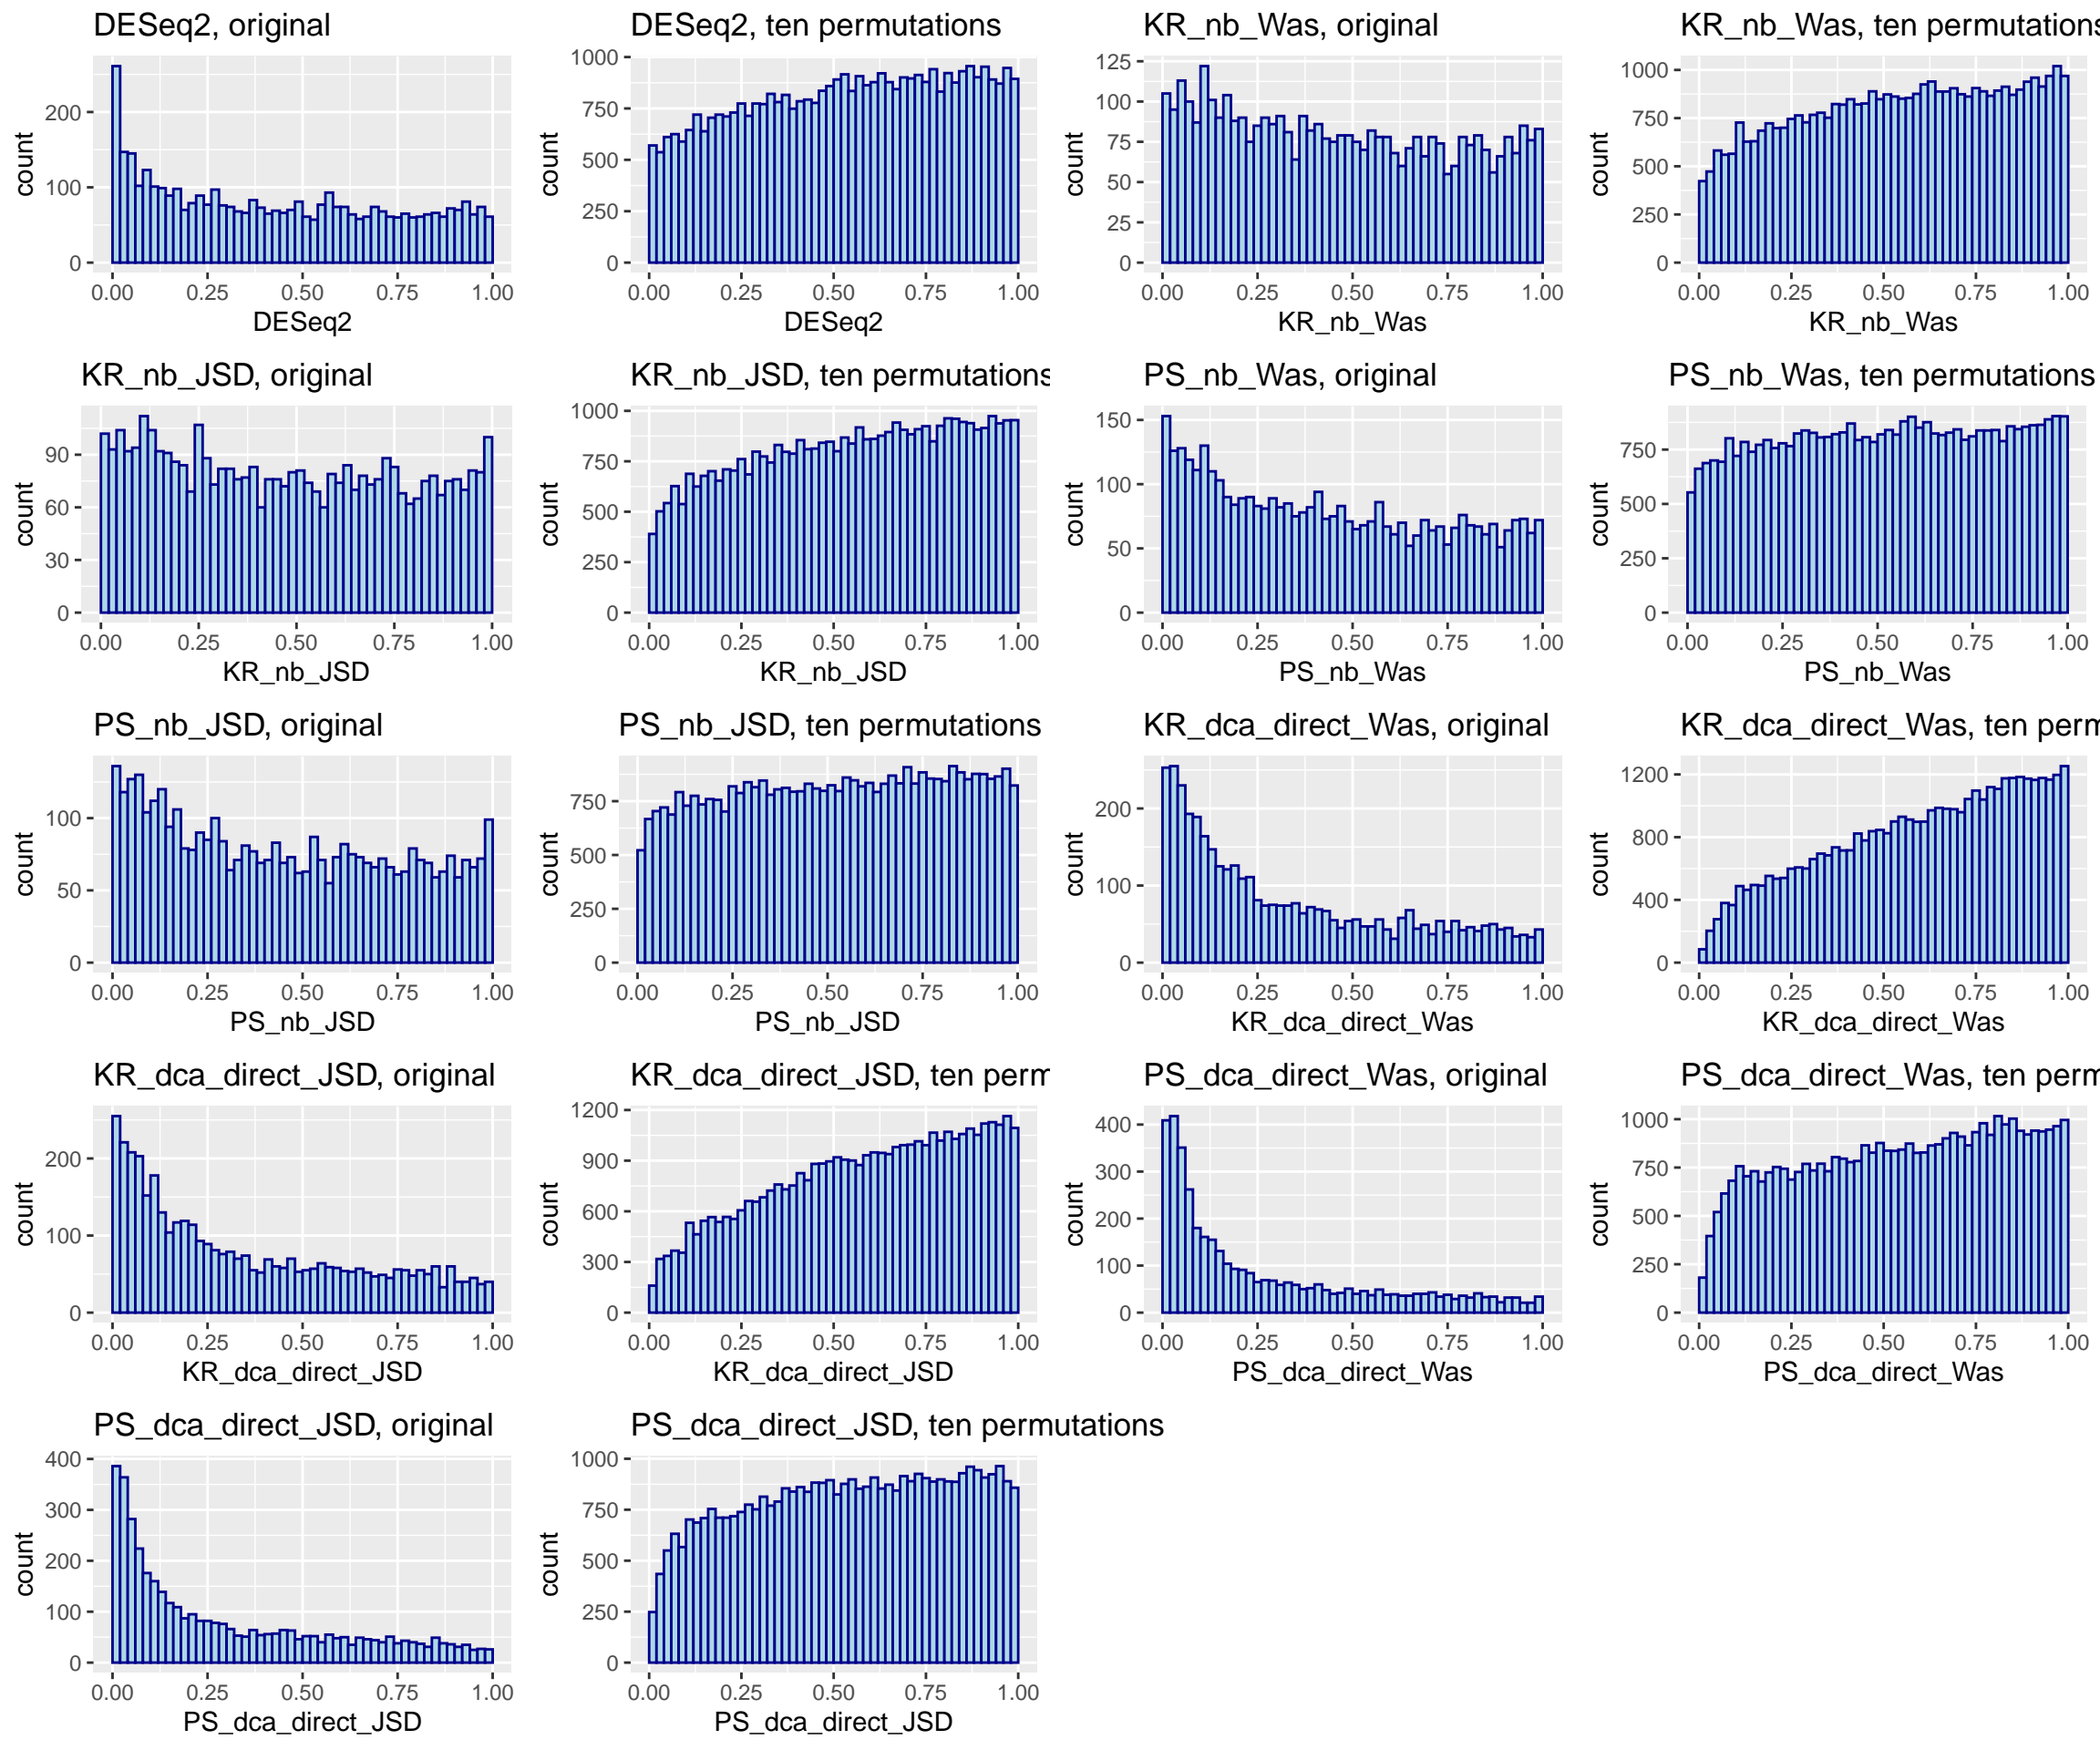 DESeq2, original
200
100
0
count
0.00 0.25 0.50 0.75 1.00
DESeq2
DESeq2, ten permutations
1000
750
500
250
0
count
0.00 0.25 0.50 0.75 1.00
DESeq2
KR_nb_Was, original
125
100
75
50
25
0
count
0.00 0.25 0.50 0.75 1.00
KR_nb_Was
KR_nb_Was, ten permutations
1000
750
500
250
0
count
0.00 0.25 0.50 0.75 1.00
KR_nb_Was
KR_nb_JSD, original
90
60
30
0
count
0.00 0.25 0.50 0.75 1.00
KR_nb_JSD
KR_nb_JSD, ten permutations
1000
750
500
250
0
count
0.00 0.25 0.50 0.75 1.00
KR_nb_JSD
PS_nb_Was, original
150
100
50
0
count
0.00 0.25 0.50 0.75 1.00
PS_nb_Was
PS_nb_Was, ten permutations
750
500
250
0
count
0.00 0.25 0.50 0.75 1.00
PS_nb_Was
PS_nb_JSD, original
100
50
0
count
0.00 0.25 0.50 0.75 1.00
PS_nb_JSD
PS_nb_JSD, ten permutations
750
500
250
0
count
0.00 0.25 0.50 0.75 1.00
PS_nb_JSD
KR_dca_direct_Was, original
200
100
0
count
0.00 0.25 0.50 0.75 1.00
KR_dca_direct_Was
KR_dca_direct_Was, ten perm
1200
800
400
0
count
0.00 0.25 0.50 0.75 1.00
KR_dca_direct_Was
KR_dca_direct_JSD, original
200
100
0
count
0.00 0.25 0.50 0.75 1.00
KR_dca_direct_JSD
KR_dca_direct_JSD, ten perm
1200
900
600
300
0
count
0.00 0.25 0.50 0.75 1.00
KR_dca_direct_JSD
PS_dca_direct_Was, original
400
300
200
100
0
count
0.00 0.25 0.50 0.75 1.00
PS_dca_direct_Was
PS_dca_direct_Was, ten perm
1000
750
500
250
0
count
0.00 0.25 0.50 0.75 1.00
PS_dca_direct_Was
PS_dca_direct_JSD, original
400
300
200
100
0
count
0.00 0.25 0.50 0.75 1.00
PS_dca_direct_JSD
PS_dca_direct_JSD, ten permutations
1000
750
500
250
0
count
0.00 0.25 0.50 0.75 1.00
PS_dca_direct_JSD